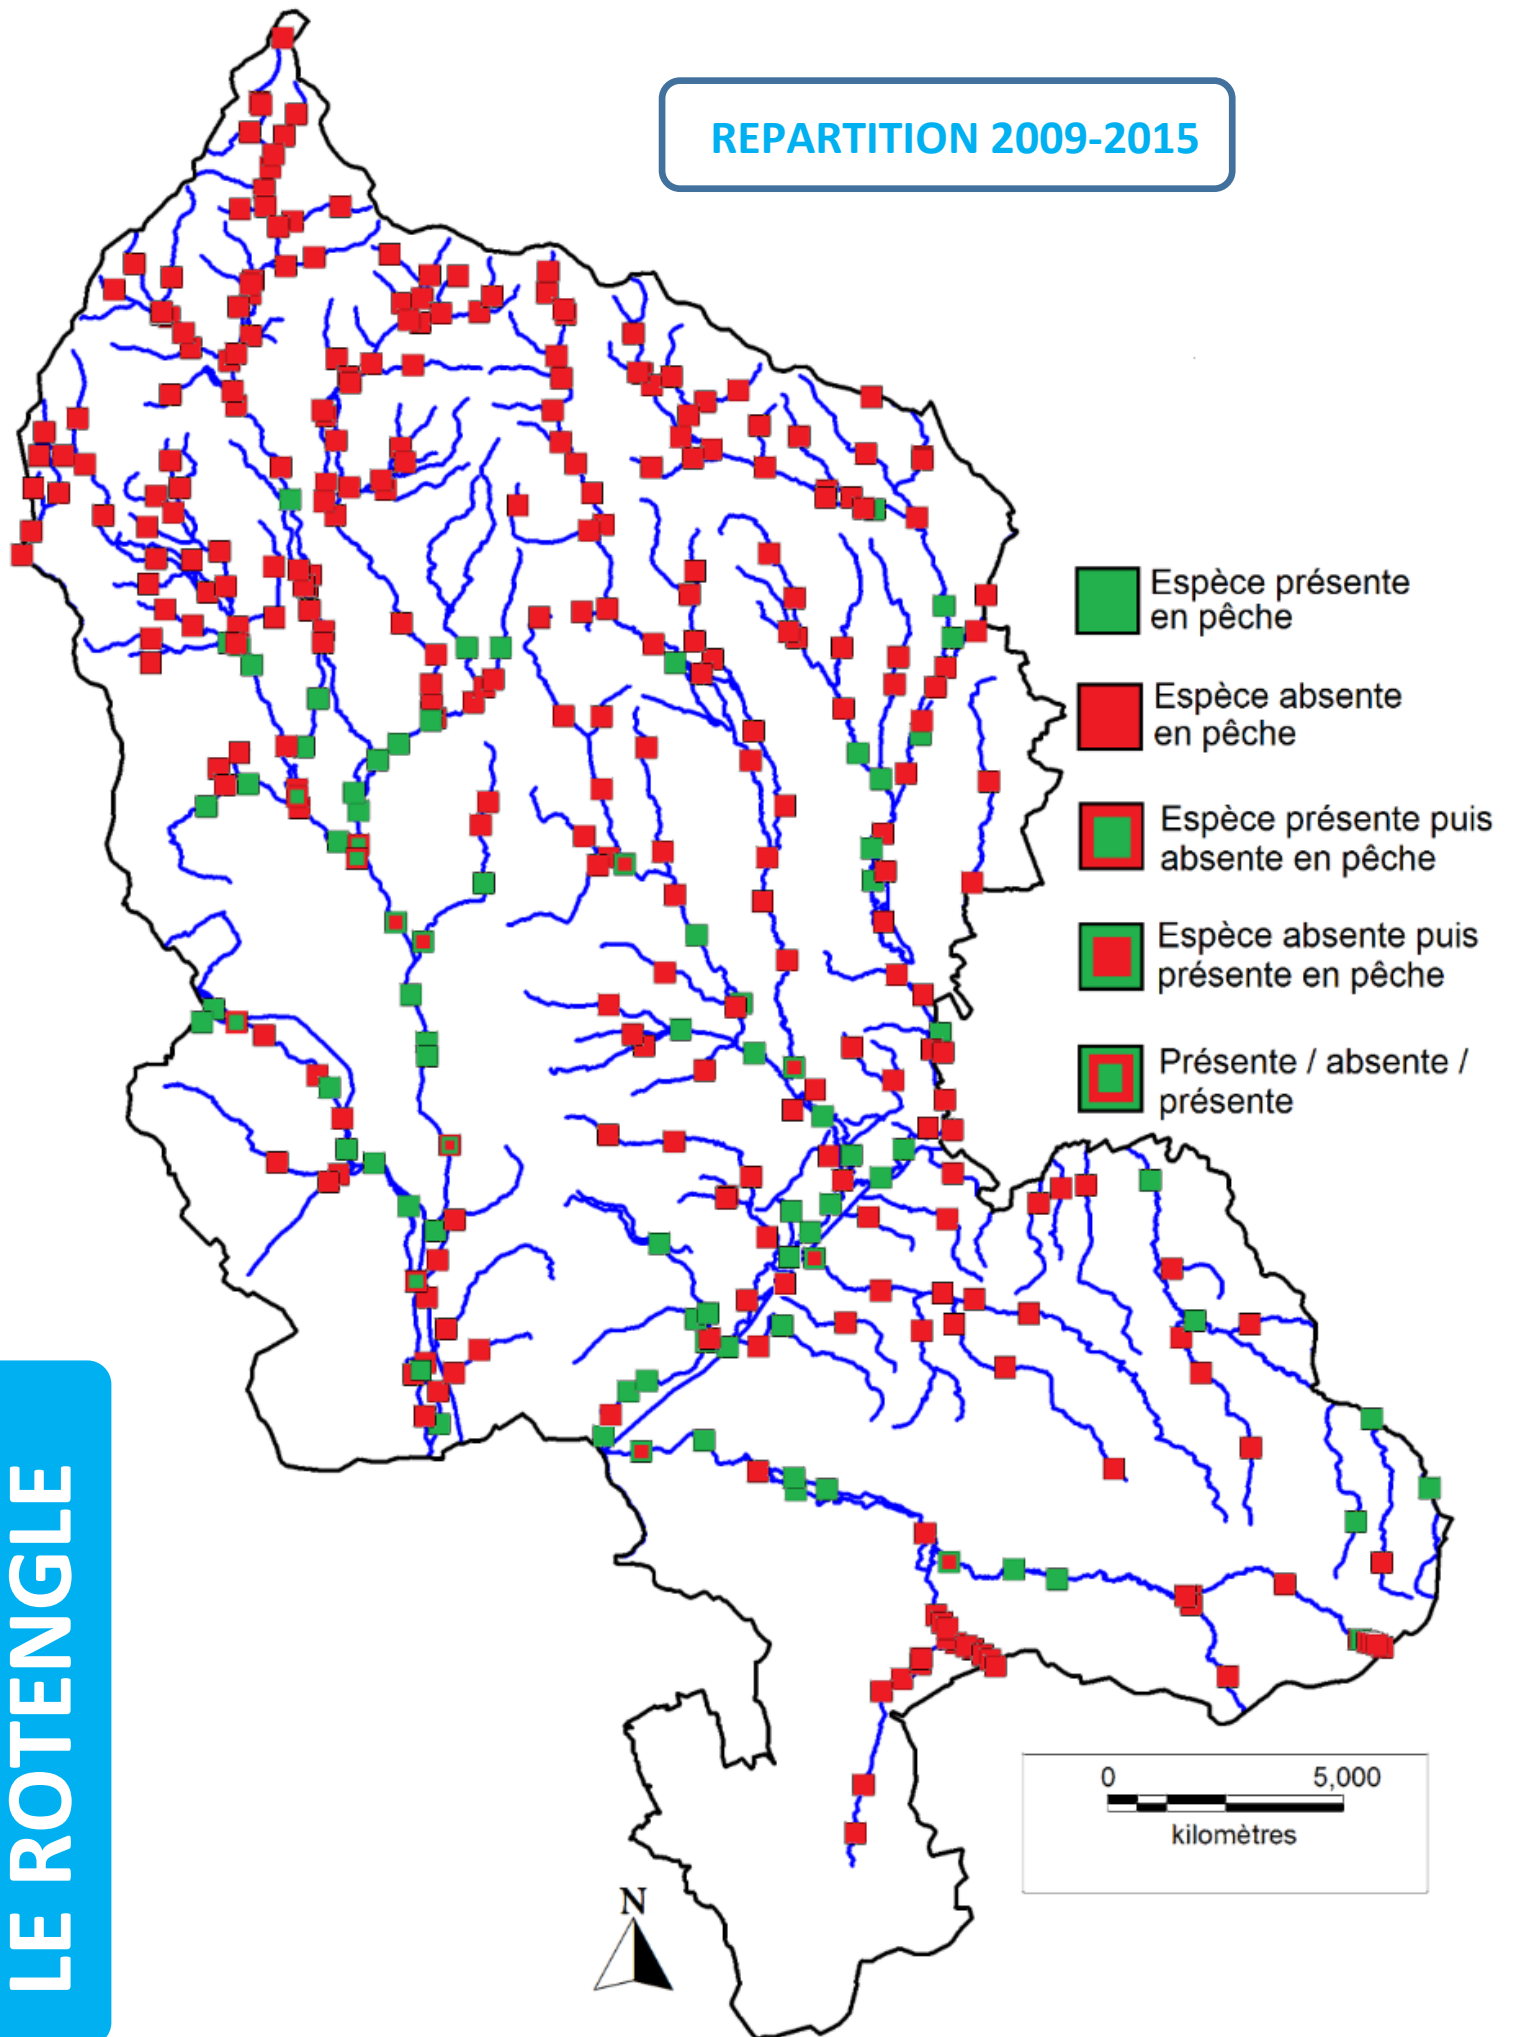 REPARTITION 2009-2015
Espèce présente
en pêche
Espèce absente
en pêche
Espèce présente puis
absente en pêche
Espèce absente puis
présente en pêche
Présente / absente /
présente
0 5,000
kilomètres
N
LE ROTENGLE